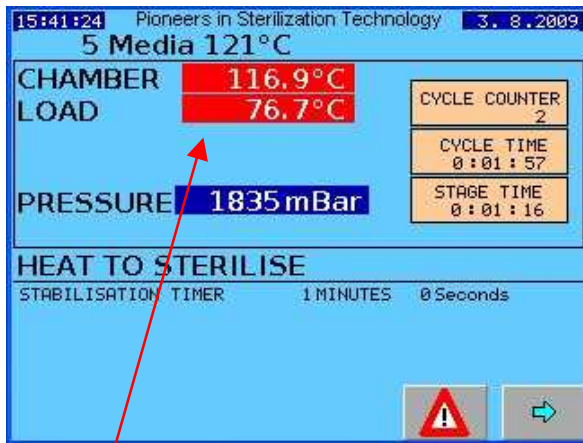 15:41:24 Pioneers in Sterilization Technology 3. 8.2009
5 Media 121°C
CHAMBER 116.9°C
LOAD 76.7°C
CYCLE COUNTER
2
CYCLE TIME
0:01:57
PRESSURE 1835 mBar
STAGE TIME
0:01:16
HEAT TO STERILISE
STABILISATION TIMER 1 MINUTES 0 Seconds